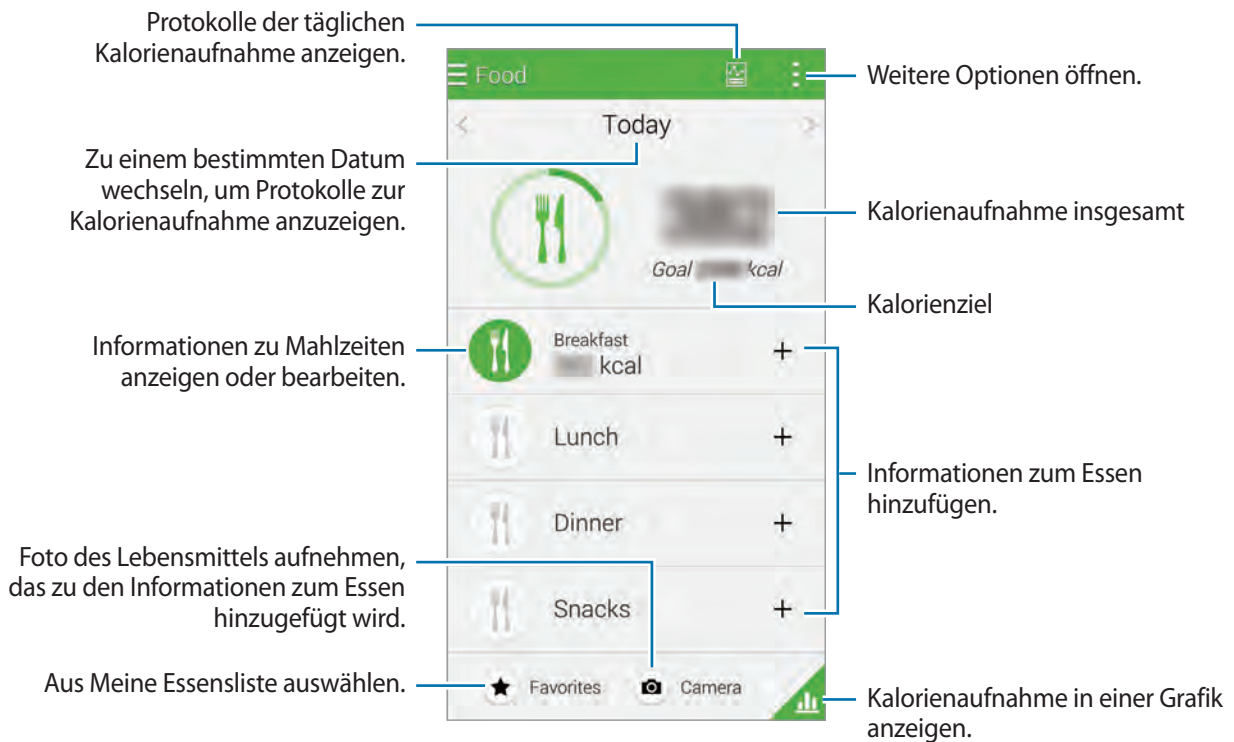 Protokolle der täglichen
Kalorienaufnahme anzeigen.
Food
Weitere Optionen öffnen.
Today
Zu einem bestimmten Datum
wechseln, um Protokolle zur
Kalorienaufnahme anzuzeigen.
Kalorienaufnahme insgesamt
Goal kcal
Kalorienziel
Informationen zu Mahlzeiten
anzeigen oder bearbeiten.
Breakfast
kcal
+
Lunch
+
Informationen zum Essen
hinzufügen.
Dinner
+
Foto des Lebensmittels aufnehmen,
das zu den Informationen zum Essen
hinzugefügt wird.
Snacks
+
Aus Meine Essensliste auswählen.
Favorites
Camera
Kalorienaufnahme in einer Grafik
anzeigen.